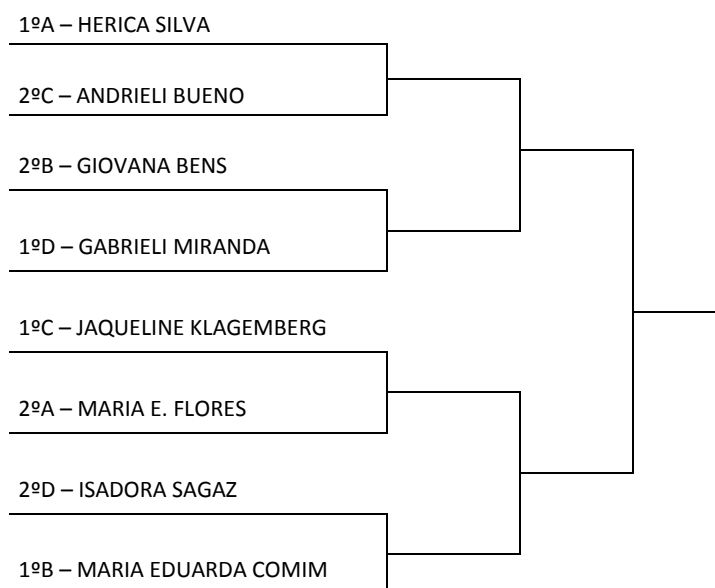 1ºA – HERICA SILVA
2ºC – ANDRIELI BUENO
2ºB – GIOVANA BENS
1ºD – GABRIELI MIRANDA
1ºC – JAQUELINE KLAGEMBERG
2ºA – MARIA E. FLORES
2ºD – ISADORA SAGAZ
1ºB – MARIA EDUARDA COMIM